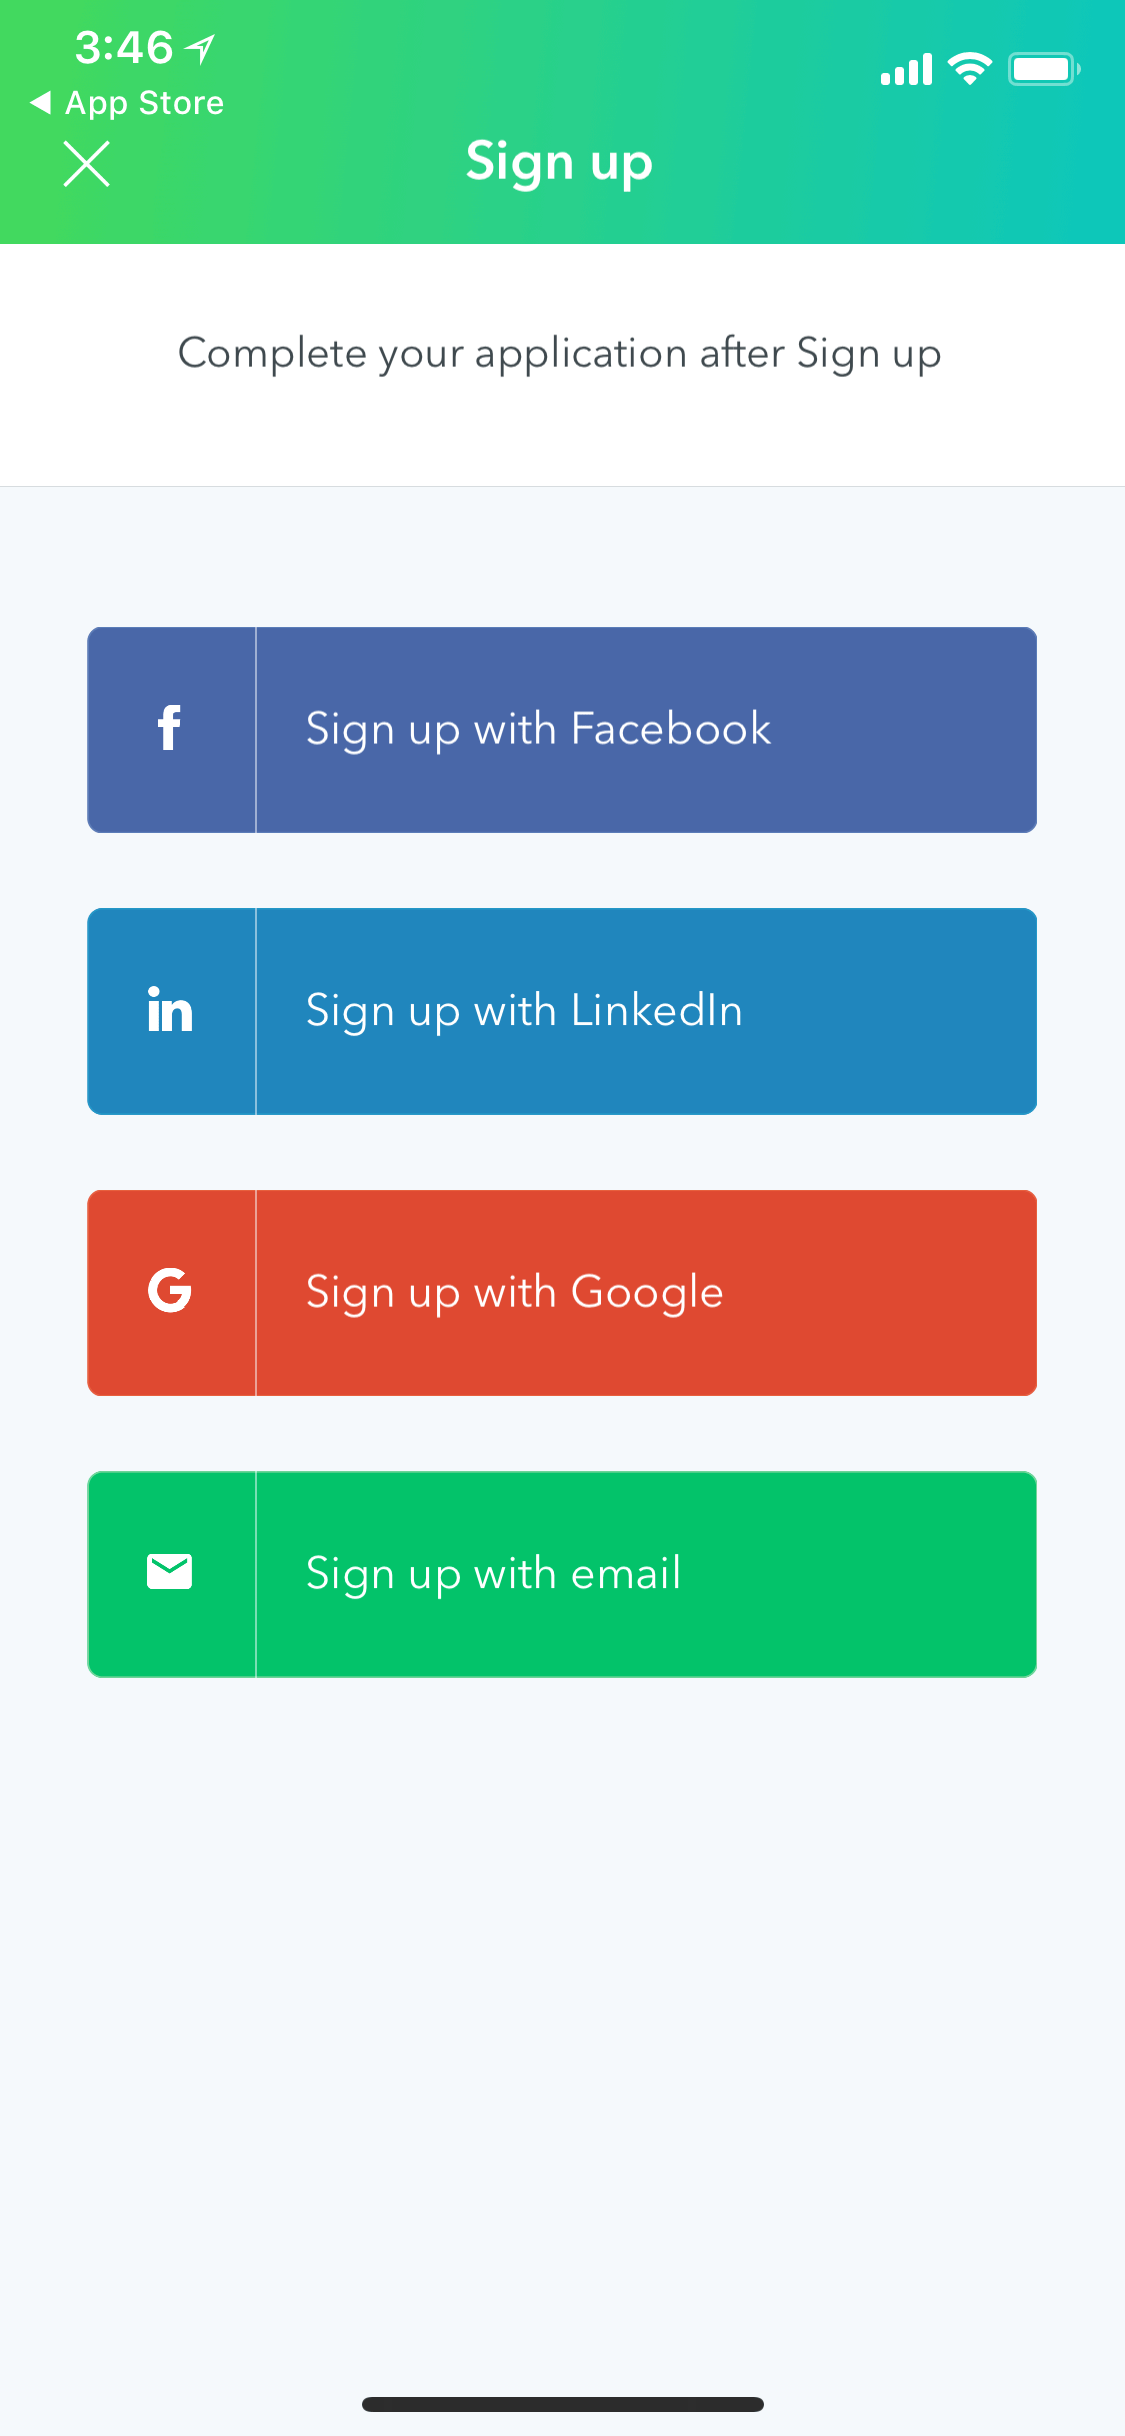 3:46
App Store
Sign up
Complete your application after Sign up
Sign up with Facebook
Sign up with LinkedIn
Sign up with Google
Sign up with email